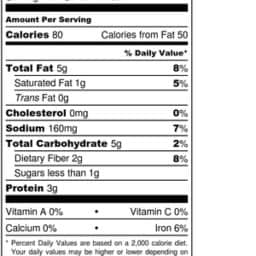 Amount Per Serving
Calories 80 Calories from Fat 50
% Daily Value*
Total Fat 5g 8%
Saturated Fat 1g 5%
Trans Fat 0g
Cholesterol 0mg 0%
Sodium 160mg 7%
Total Carbohydrate 5g 2%
Dietary Fiber 2g 8%
Sugars less than 1g
Protein 3g
Vitamin A 0% • Vitamin C 0%
Calcium 0% • Iron 6%
* Percent Daily Values are based on a 2,000 calorie diet.
Your daily values may be higher or lower depending on